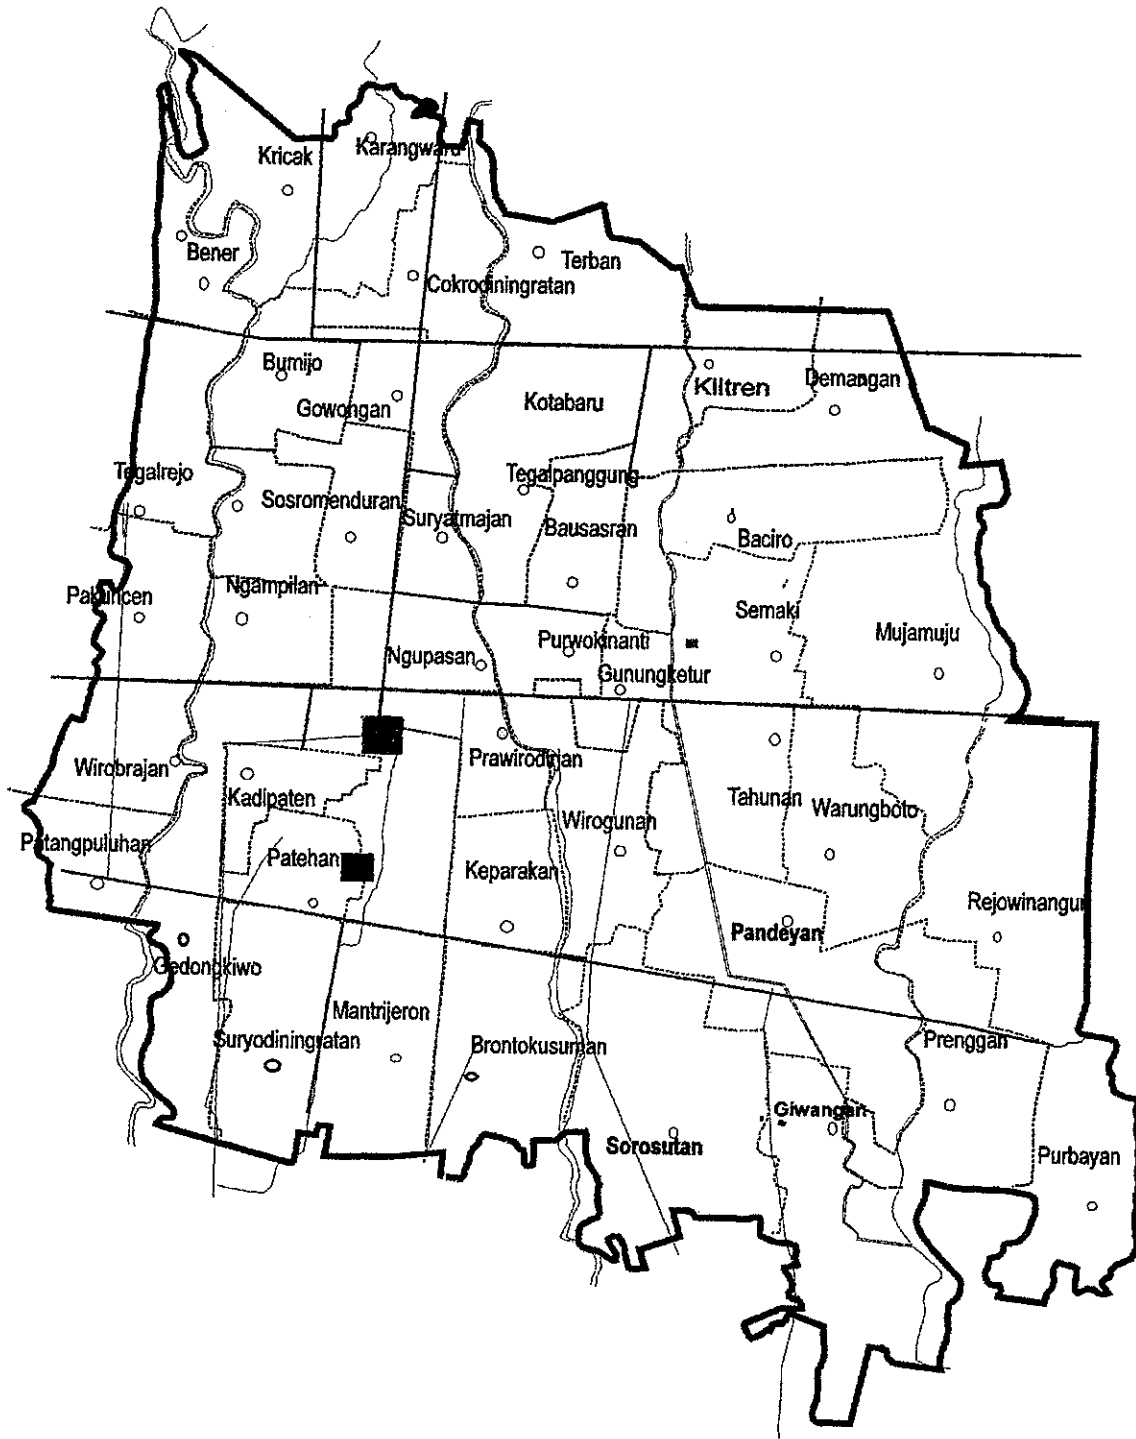 Kricak
Karangwaru
Bener
Terban
Cokrodiningratan
Bumijo
Gowongan
Kotabaru
Klitren
Demangan
Tegalrejo
Sosromenduran
Suryatmajan
Tegalpanggung
Bausasran
Baciro
Pakuncen
Ngampilan
Semaki
Mujamuju
Ngupasan
Purwokinanti
Gunungketur
Wirobrajan
Kadipaten
Prawirodirjan
Tahunan
Warungboto
Patangpuluhan
Patehan
Keparakan
Wirogunan
Rejowinangun
Pandeyan
Gedongkiwo
Mantrijeron
Suryodiningratan
Brontokusuman
Prenggan
Giwangan
Sorosutan
Purbayan